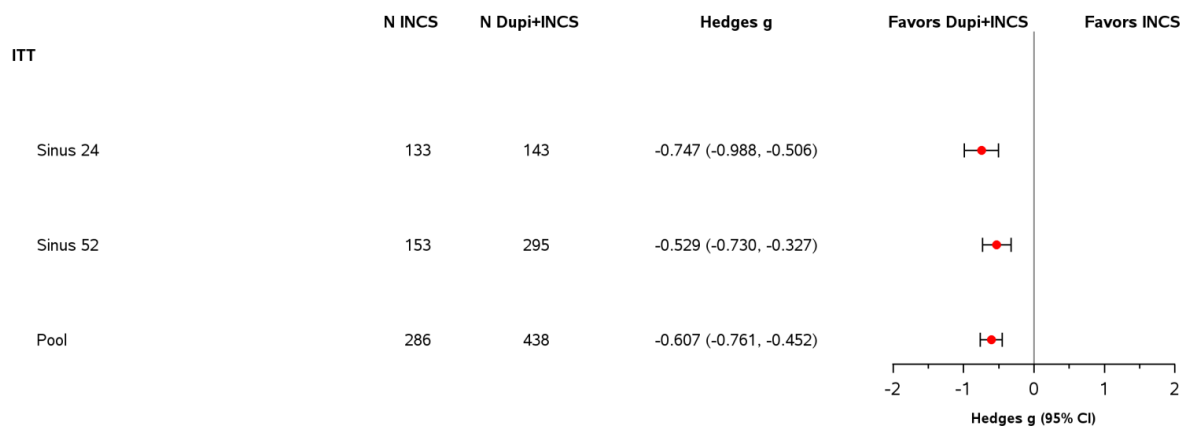 N INCS N Dupi+INCS Hedges g Favors Dupi+INCS Favors INCS
ITT
Sinus 24 133 143 -0.747 (-0.988, -0.506)
Sinus 52 153 295 -0.529 (-0.730, -0.327)
Pool 286 438 -0.607 (-0.761, -0.452)
-2 -1 0 1 2
Hedges g (95% CI)